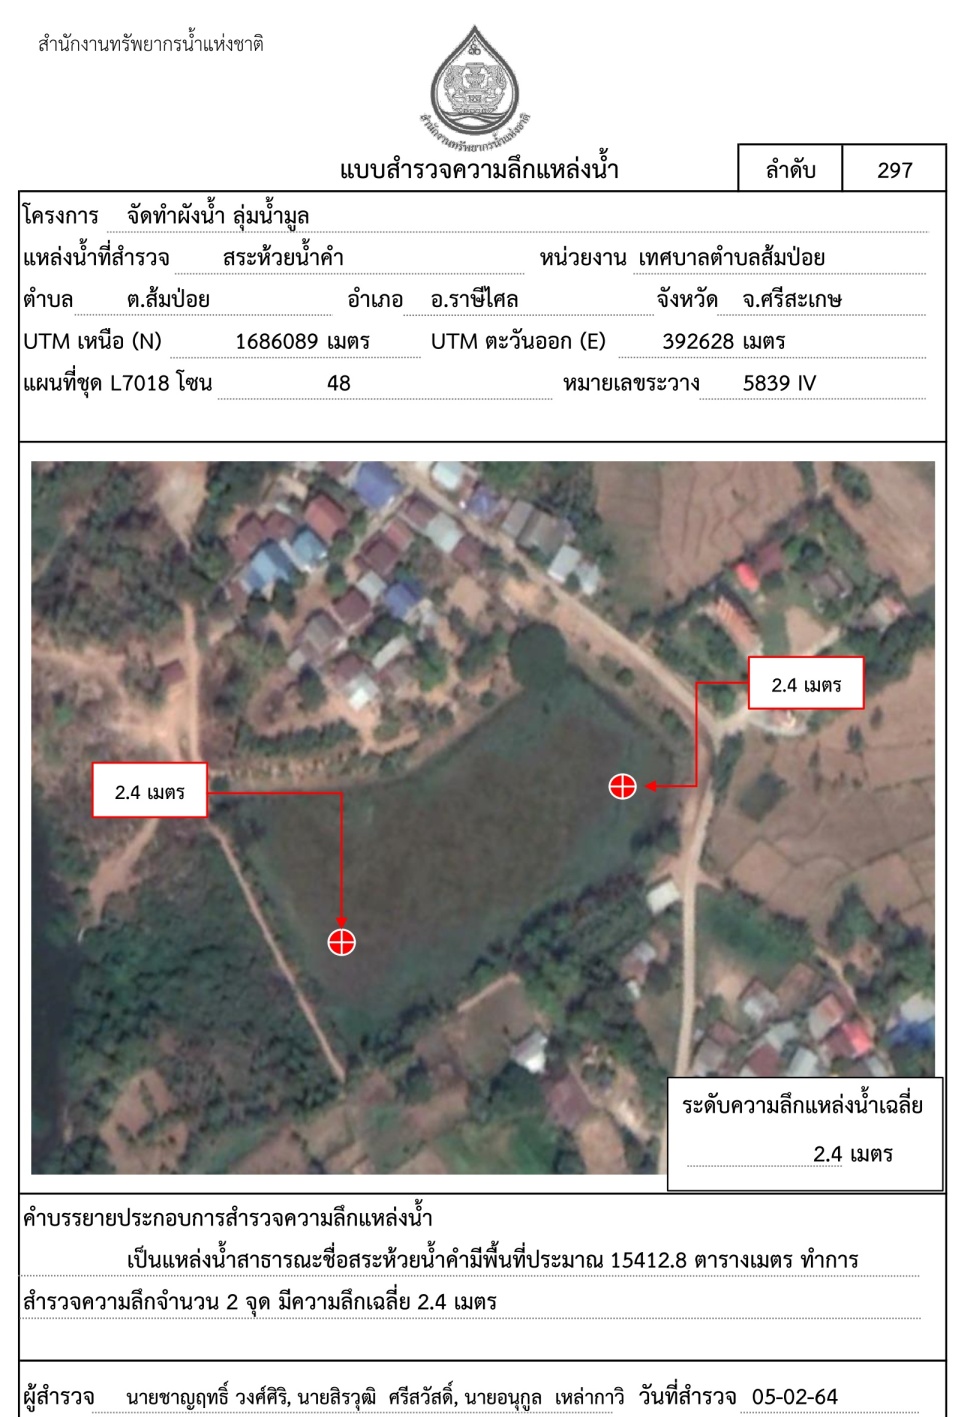 สำนักงานทรัพยากรน้ำแห่งชาติ
สำนักงานทรัพยากรน้ำแห่งชาติ
แบบสำรวจความลึกแหล่งน้ำ ลำดับ 297
โครงการ จัดทำผังน้ำ ลุ่มน้ำมูล
แหล่งน้ำที่สำรวจ สระห้วยน้ำคำ หน่วยงาน เทศบาลตำบลส้มป่อย
ตำบล ต.ส้มป่อย อำเภอ อ.ราษีไศล จังหวัด จ.ศรีสะเกษ
UTM เหนือ (N) 1686089 เมตร UTM ตะวันออก (E) 392628 เมตร
แผนที่ชุด L7018 โซน 48 หมายเลขระวาง 5839 IV
2.4 เมตร
2.4 เมตร
ระดับความลึกแหล่งน้ำเฉลี่ย
2.4 เมตร
คำบรรยายประกอบการสำรวจความลึกแหล่งน้ำ
เป็นแหล่งน้ำสาธารณะชื่อสระห้วยน้ำคำมีพื้นที่ประมาณ 15412.8 ตารางเมตร ทำการ
สำรวจความลึกจำนวน 2 จุด มีความลึกเฉลี่ย 2.4 เมตร
ผู้สำรวจ นายชาญฤทธิ์ วงศ์ศิริ, นายสิรวุฒิ ศรีสวัสดิ์, นายอนุกูล เหล่ากาวิ วันที่สำรวจ 05-02-64